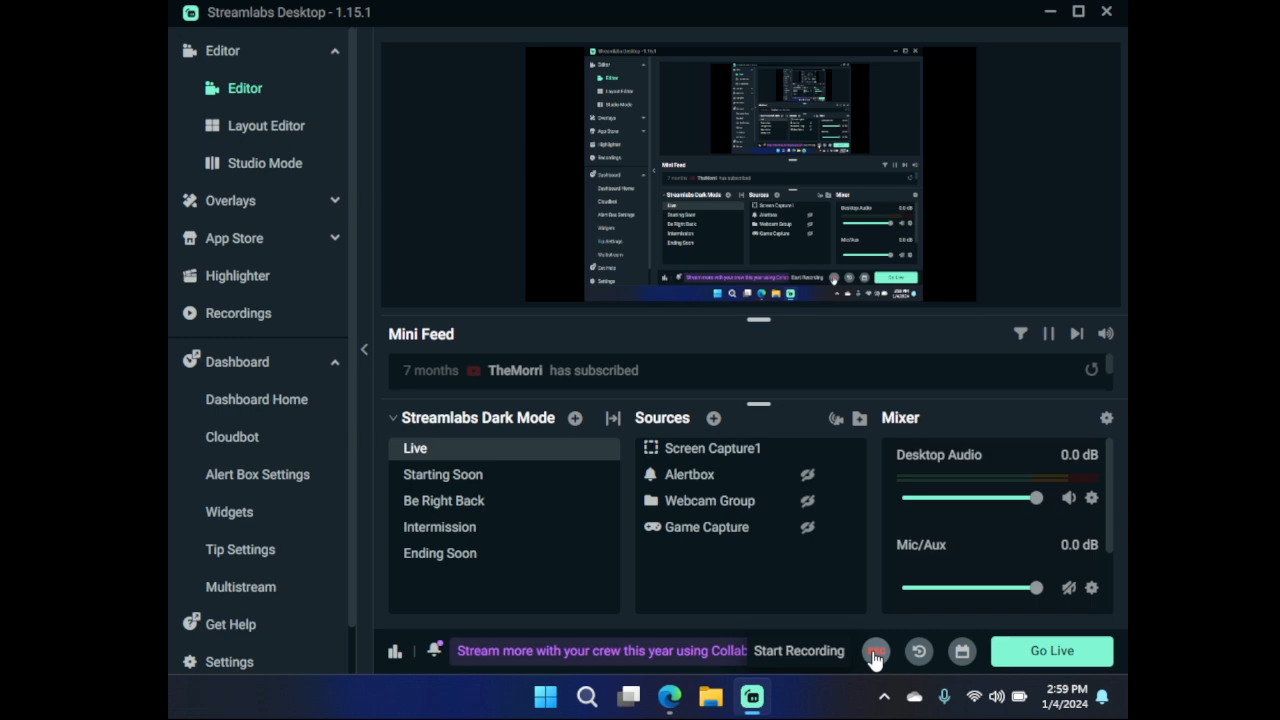 Streamlabs Desktop - 1.15.1
Editor
Editor
Layout Editor
Studio Mode
Overlays
App Store
Highlighter
Recordings
Dashboard
Dashboard Home
Cloudbot
Alert Box Settings
Widgets
Tip Settings
Multistream
Get Help
Settings
Mini Feed
7 months TheMorri has subscribed
Streamlabs Dark Mode
Live
Starting Soon
Be Right Back
Intermission
Ending Soon
Sources
Screen Capture1
Alertbox
Webcam Group
Game Capture
Mixer
Desktop Audio 0.0 dB
Mic/Aux 0.0 dB
Stream more with your crew this year using Collab
Start Recording
Go Live
2:59 PM
1/4/2024